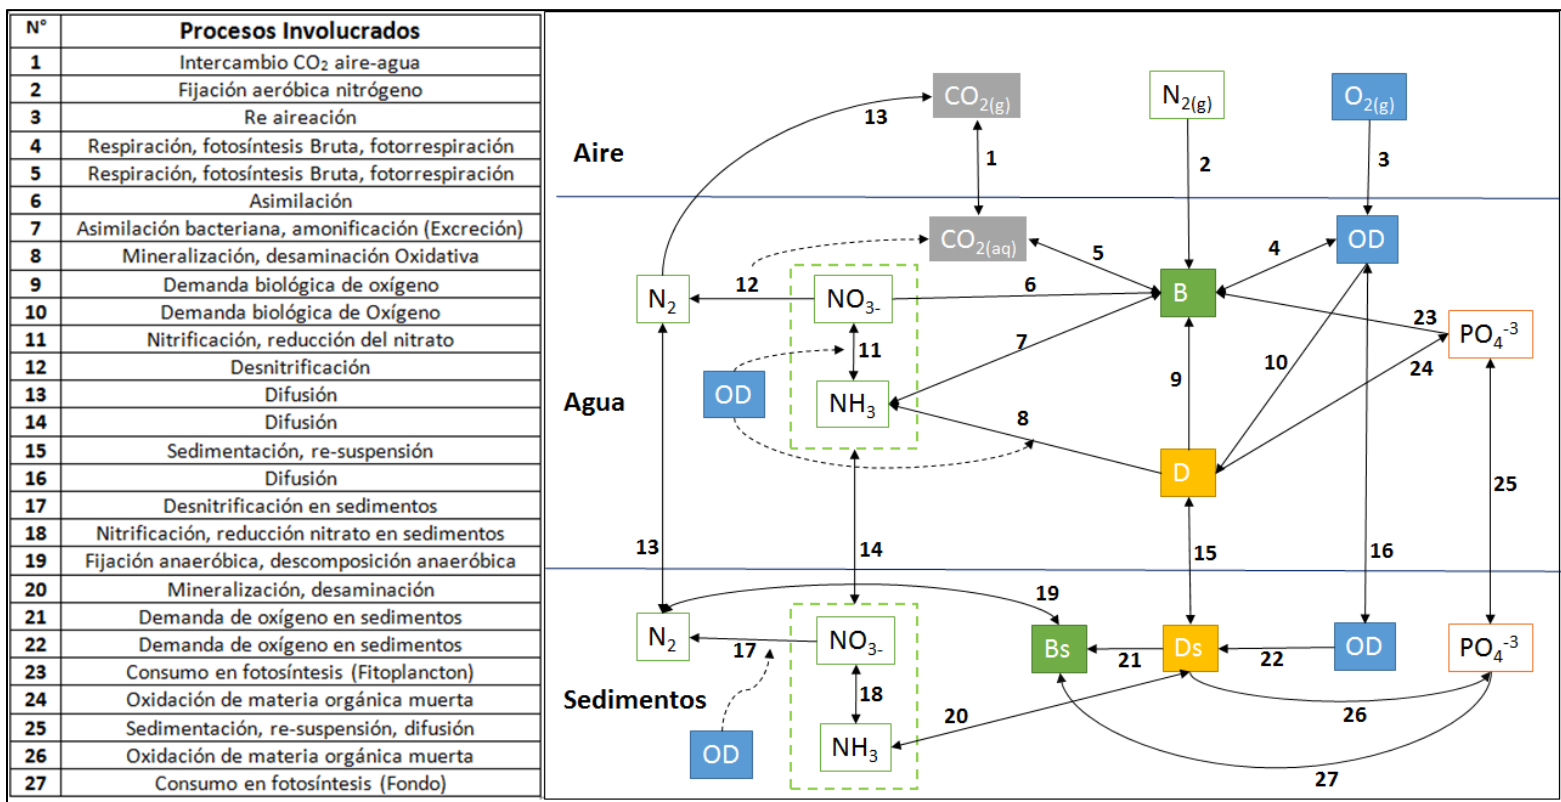 N° Procesos Involucrados
1 Intercambio CO₂ aire-agua
2 Fijación aeróbica nitrógeno
3 Re aireación
4 Respiración, fotosíntesis Bruta, fotorrespiración
5 Respiración, fotosíntesis Bruta, fotorrespiración
6 Asimilación
7 Asimilación bacteriana, amonificación (Excreción)
8 Mineralización, desaminación Oxidativa
9 Demanda biológica de oxígeno
10 Demanda biológica de Oxígeno
11 Nitrificación, reducción del nitrato
12 Desnitrificación
13 Difusión
14 Difusión
15 Sedimentación, re-suspensión
16 Difusión
17 Desnitrificación en sedimentos
18 Nitrificación, reducción nitrato en sedimentos
19 Fijación anaeróbica, descomposición anaeróbica
20 Mineralización, desaminación
21 Demanda de oxígeno en sedimentos
22 Demanda de oxígeno en sedimentos
23 Consumo en fotosíntesis (Fitoplancton)
24 Oxidación de materia orgánica muerta
25 Sedimentación, re-suspensión, difusión
26 Oxidación de materia orgánica muerta
27 Consumo en fotosíntesis (Fondo)
CO2(g) N2(g) O2(g)
13
Aire 1 2 3
CO2(aq) OD
5 4
N2 12 NO3- 6 B
23 PO4-3
11 7
10 24
OD NH3 9
Agua
8
D
25
13 14 15 16
19
N2 17 NO3- Bs 21 Ds 22 OD PO4-3
Sedimentos 18
20 26
OD NH3
27